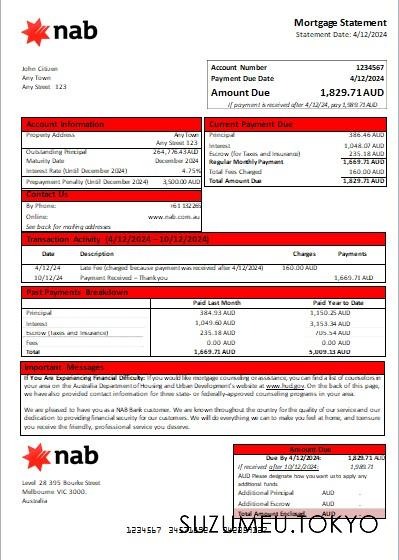 nab
Mortgage Statement
Statement Date: 4/12/2024
John Citizen
Any Town
Any Street 123
Account Number 1234567
Payment Due Date 4/12/2024
Amount Due 1,829.71 AUD
If payment is received after 4/12/24, pay 1,989.71 AUD
Account Information
Property Address Any Town
Any Street 123
Outstanding Principal 264,776.43 AUD
Maturity Date December 2024
Interest Rate (Until December 2024) 4.75%
Prepayment Penalty (Until December 2024) 3,500.00 AUD
Current Payment Due
Principal 386.46 AUD
Interest 1,048.07 AUD
Escrow (for Taxes and Insurance) 235.18 AUD
Regular Monthly Payment 1,669.71 AUD
Total Fees Charged 160.00 AUD
Total Amount Due 1,829.71 AUD
Contact Us
By Phone: +61 132265
Online: www.nab.com.au
See back for mailing addresses
Transaction Activity (4/12/2024 – 10/12/2024)
Date Description Charges Payments
4/12/24 Late Fee (charged because payment was received after 4/12/2024) 160.00 AUD
10/12/24 Payment Received – Thank you 1,669.71 AUD
Past Payments Breakdown
Paid Last Month Paid Year to Date
Principal 384.93 AUD 1,150.25 AUD
Interest 1,049.60 AUD 3,153.34 AUD
Escrow (Taxes and Insurance) 235.18 AUD 705.54 AUD
Fees 0.00 AUD 0.00 AUD
Total 1,669.71 AUD 5,009.13 AUD
Important Messages
If You Are Experiencing Financial Difficulty: If you would like mortgage counseling or assistance, you can find a list of counselors in
your area on the Australia Department of Housing and Urban Development's website at www.hud.gov. On the back of this page,
we have also provided contact information for three state- or federally-approved counseling programs in your area.
We are pleased to have you as a NAB Bank customer. We are known throughout the country for the quality of our service and our
dedication to providing financial security for our customers. We will do everything we can to make you feel at home, and ensure you
receive the friendly, professional service you deserve.
nab
Level 28 395 Bourke Street
Melbourne VIC 3000.
Australia
Amount Due
Due By 4/12/2024: 1,829.71 AUD
If received after 10/12/2024: 1,989.71
AUD Please designate how you want us to apply any
additional funds.
Additional Principal AUD .
Additional Escrow AUD .
Total Amount Enclosed AUD .
SUZUMEU.TOKYO
1234567